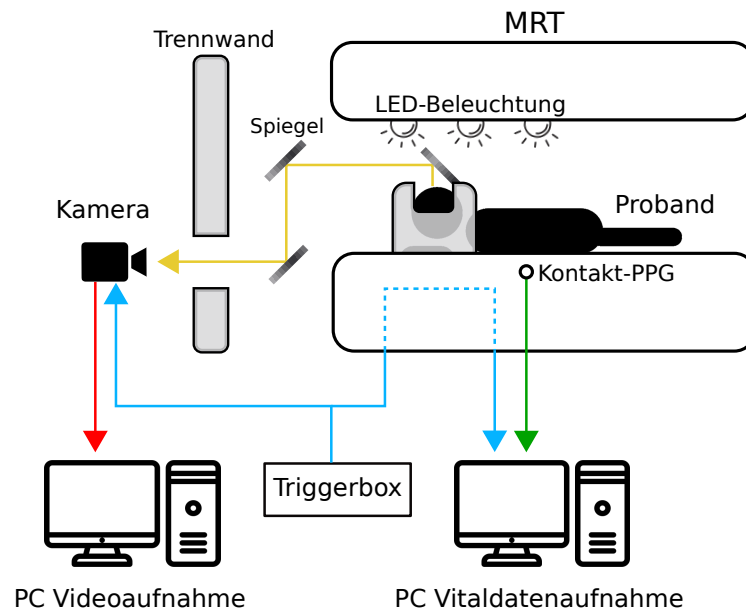 MRT
Trennwand
LED-Beleuchtung
Spiegel
Kamera
Proband
Kontakt-PPG
Triggerbox
PC Videoaufnahme
PC Vitaldatenaufnahme